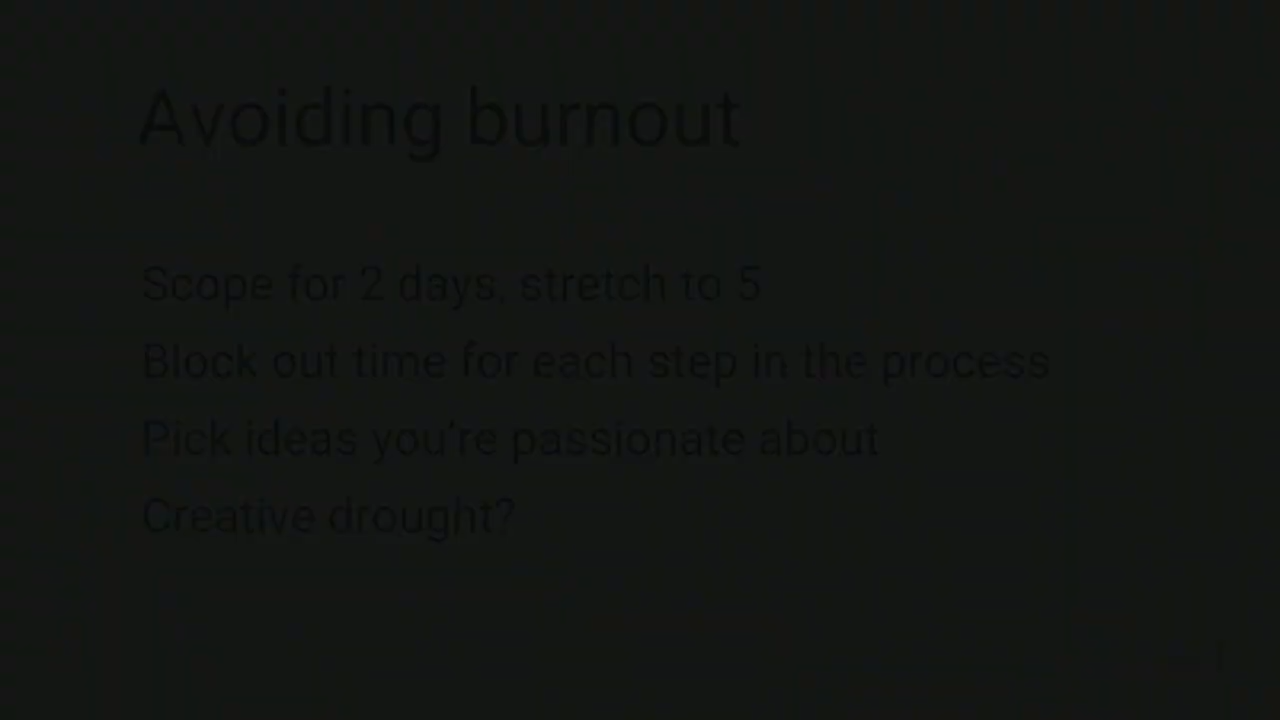 Avoiding burnout
Scope for 2 days, stretch to 5
Block out time for each step in the process
Pick ideas you're passionate about
Creative drought?